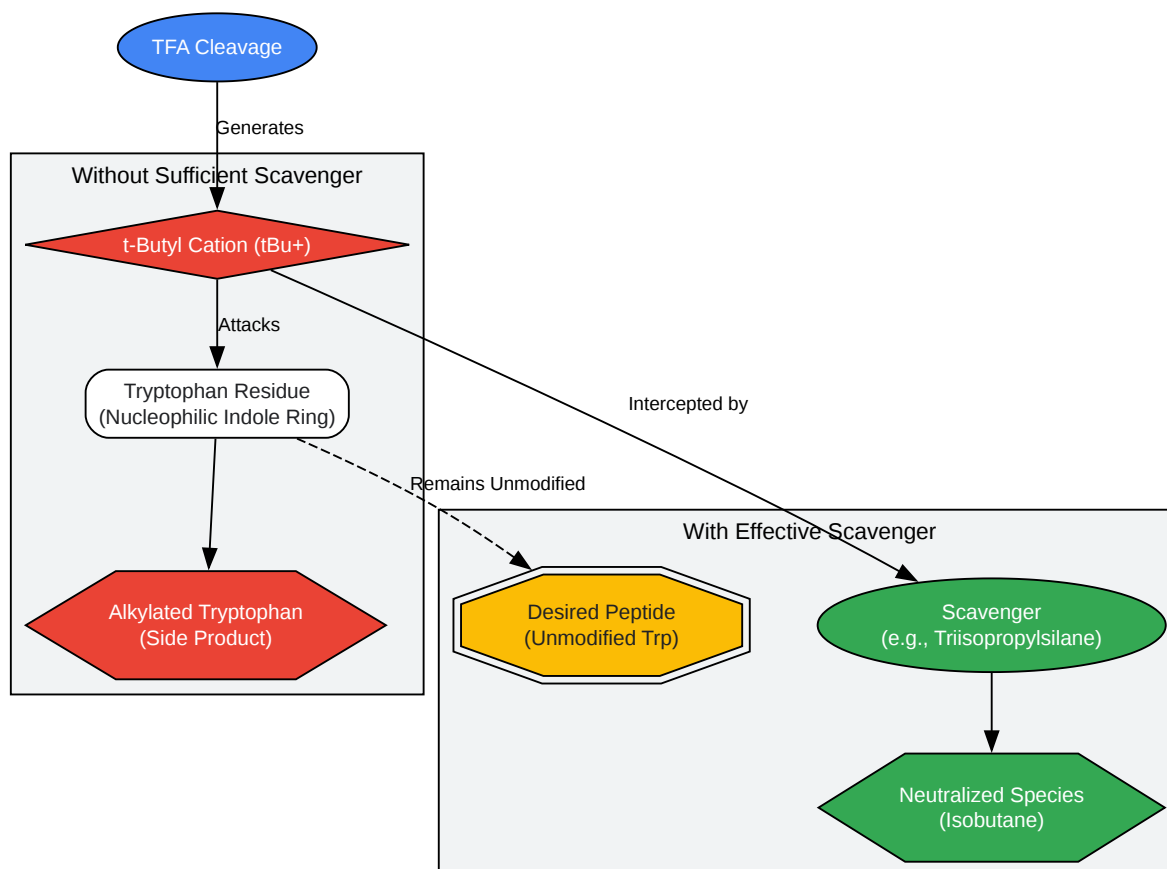 TFA Cleavage
Generates
Without Sufficient Scavenger
t-Butyl Cation (tBu+)
Attacks
Tryptophan Residue
(Nucleophilic Indole Ring)
Intercepted by
Remains Unmodified
With Effective Scavenger
Alkylated Tryptophan
(Side Product)
Desired Peptide
(Unmodified Trp)
Scavenger
(e.g., Triisopropylsilane)
Neutralized Species
(Isobutane)